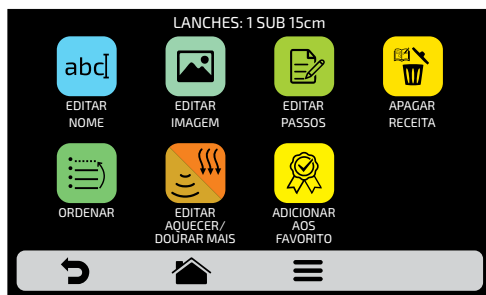 LANCHES: 1 SUB 15cm
abc
EDITAR
NOME
EDITAR
IMAGEM
EDITAR
PASSOS
APAGAR
RECEITA
ORDENAR
EDITAR
AQUECER/
DOURAR MAIS
ADICIONAR
AOS
FAVORITO